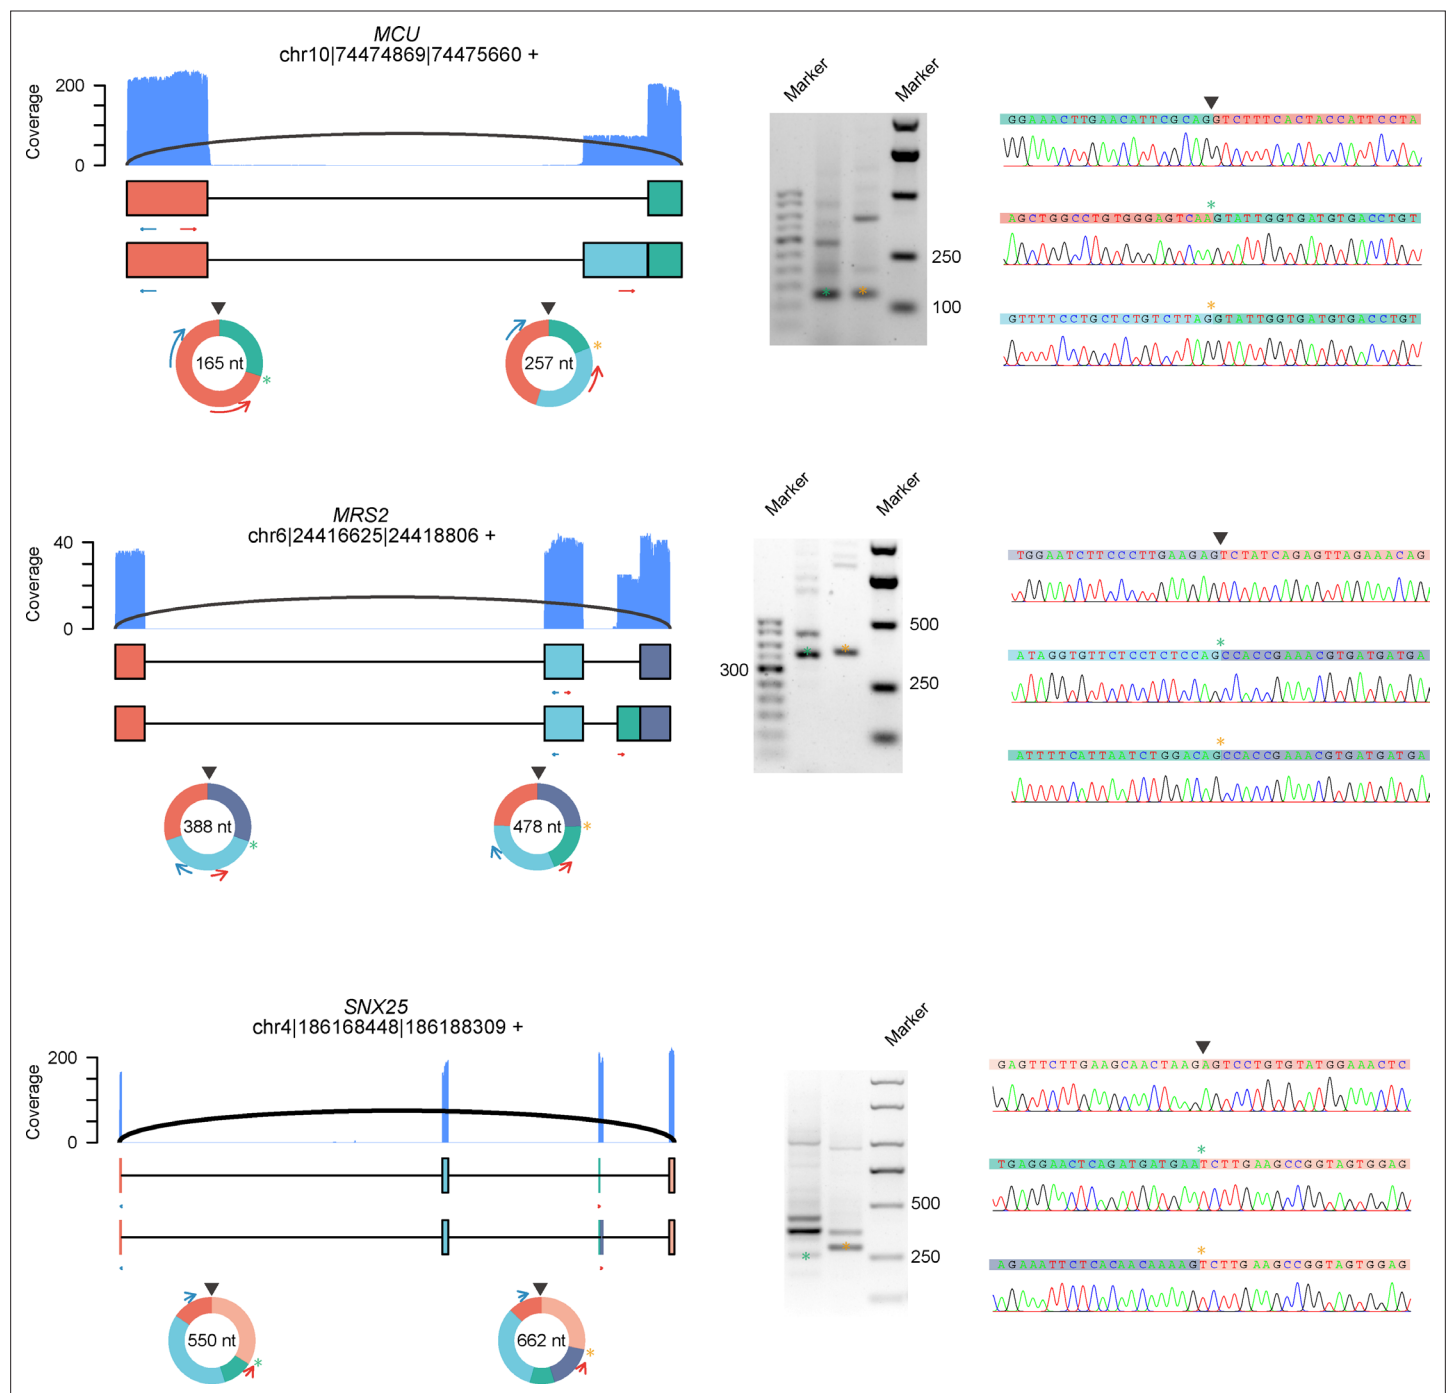 MCU
chr10|74474869|74475660 +
Coverage
200
0
165 nt
257 nt
Marker
Marker
250
100
GGAAACTTGAACATTCGCAGGTCTTTCACTACCATTCCTA
AGCTGGCCTGTGGGAGTCAAGTATTGGTGATGTGACCTGT
GTTTTCCTGCTCTGTCTTAGGTATTGGTGATGTGACCTGT
MRS2
chr6|24416625|24418806 +
Coverage
40
0
388 nt
478 nt
Marker
Marker
300
500
250
TGGAATCTTCCCTTGAAGAGTCTATCAGAGTTAGAAACAG
ATAGGTGTTCTCCTCTCCAGCCACCGAAACGTGATGATGA
ATTTTCATTAATCTGGACAGCCACCGAAACGTGATGATGA
SNX25
chr4|186168448|186188309 +
Coverage
200
0
550 nt
662 nt
Marker
500
250
GAGTTCTTGAAGCAACTAAGAGTCCTGTGTATGGAAACTC
TGAGGAACTCAGATGATGAATCTTGAAGCCGGTAGTGGAG
AGAAATTCTCACAACAAAAGTCTTGAAGCCGGTAGTGGAG